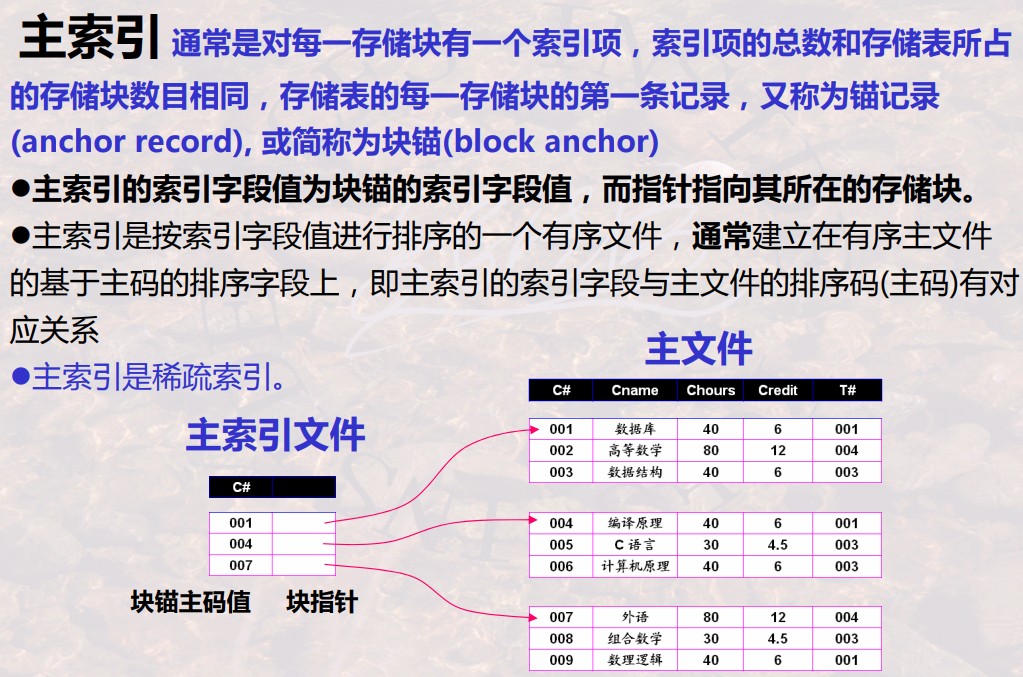 主索引 通常是对每一存储块有一个索引项，索引项的总数和存储表所占
的存储块数目相同，存储表的每一存储块的第一条记录，又称为锚记录
(anchor record), 或简称为块锚(block anchor)
●主索引的索引字段值为块锚的索引字段值，而指针指向其所在的存储块。
●主索引是按索引字段值进行排序的一个有序文件，通常建立在有序主文件
的基于主码的排序字段上，即主索引的索引字段与主文件的排序码(主码)有对
应关系
●主索引是稀疏索引。
主索引文件
C#
001
004
007
块锚主码值 块指针
主文件
C# Cname Chours Credit T#
001 数据库 40 6 001
002 高等数学 80 12 004
003 数据结构 40 6 003
004 编译原理 40 6 001
005 C 语言 30 4.5 003
006 计算机原理 40 6 003
007 外语 80 12 004
008 组合数学 30 4.5 003
009 数理逻辑 40 6 001